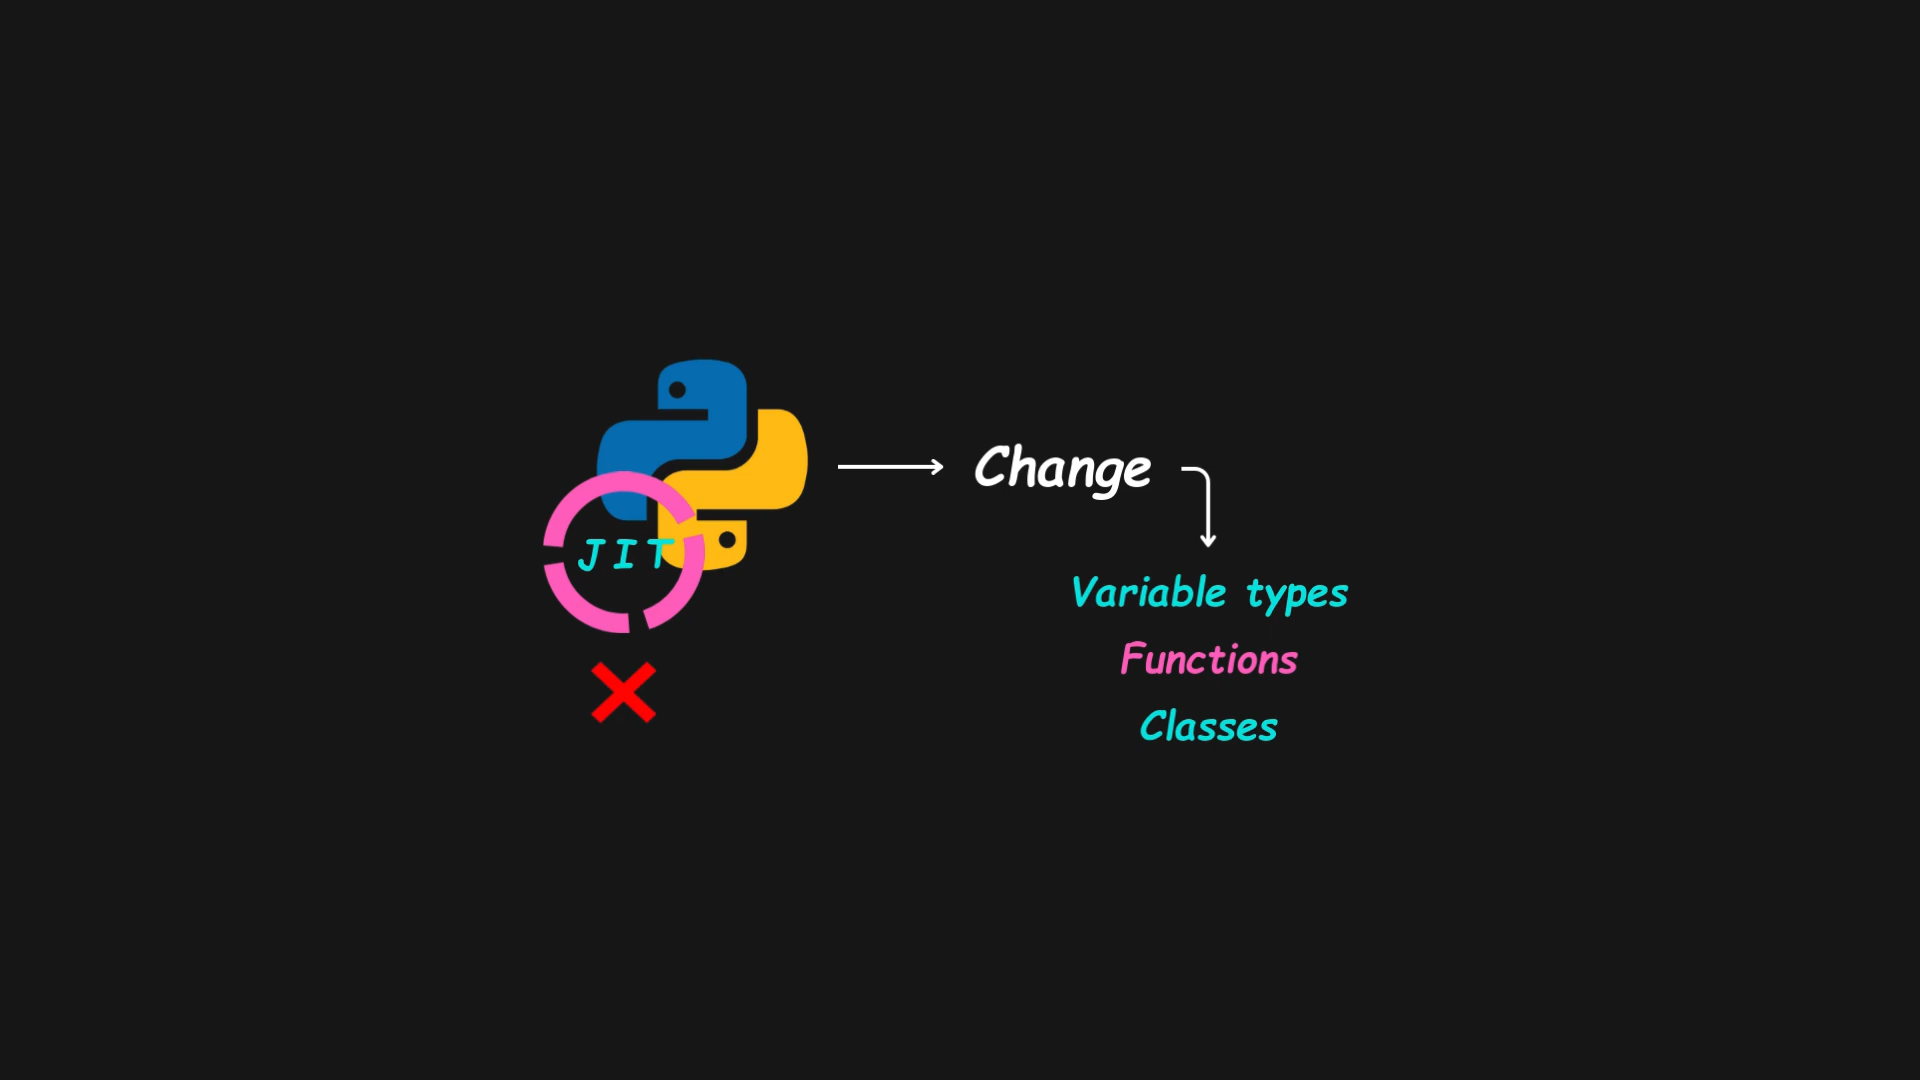 Change
JIT
Variable types
Functions
Classes